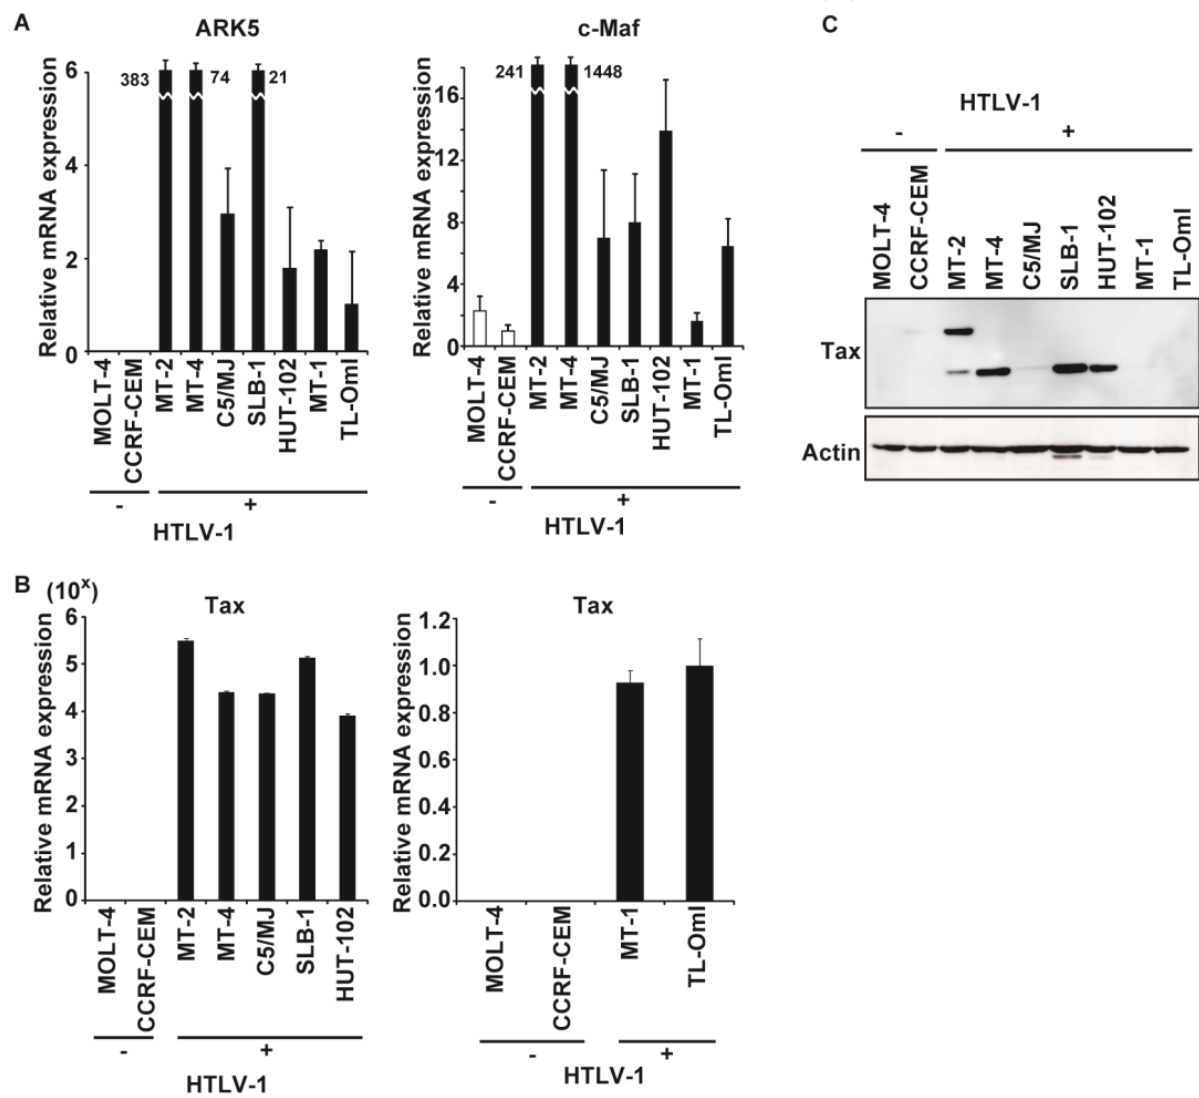 A
ARK5
Relative mRNA expression
6
4
2
0
383
74
21
MOLT-4
CCRF-CEM
MT-2
MT-4
C5/MJ
SLB-1
HUT-102
MT-1
TL-OmI
-
+
HTLV-1
c-Maf
Relative mRNA expression
16
12
8
4
0
241
1448
MOLT-4
CCRF-CEM
MT-2
MT-4
C5/MJ
SLB-1
HUT-102
MT-1
TL-OmI
-
+
HTLV-1
C
HTLV-1
-
+
MOLT-4
CCRF-CEM
MT-2
MT-4
C5/MJ
SLB-1
HUT-102
MT-1
TL-OmI
Tax
Actin
B
(10ˣ)
Tax
Relative mRNA expression
6
5
4
3
2
1
0
MOLT-4
CCRF-CEM
MT-2
MT-4
C5/MJ
SLB-1
HUT-102
-
+
HTLV-1
Tax
Relative mRNA expression
1.2
1.0
0.8
0.6
0.4
0.2
0.0
MOLT-4
CCRF-CEM
MT-1
TL-OmI
-
+
HTLV-1